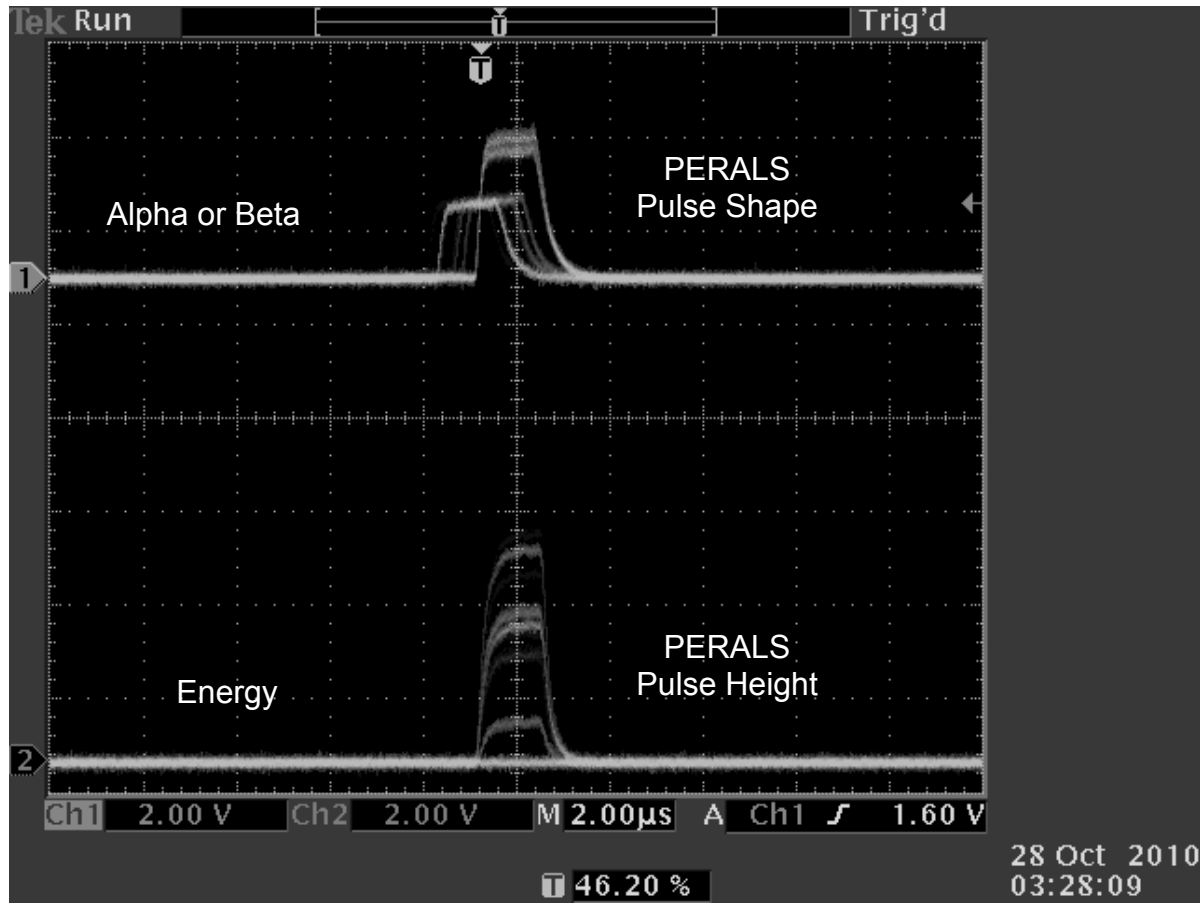 Tek Run Trig'd
T
T
PERALS
Pulse Shape
Alpha or Beta
1
PERALS
Pulse Height
Energy
2
Ch1 2.00 V Ch2 2.00 V M 2.00µs A Ch1 1.60 V
28 Oct 2010
03:28:09
T 46.20 %